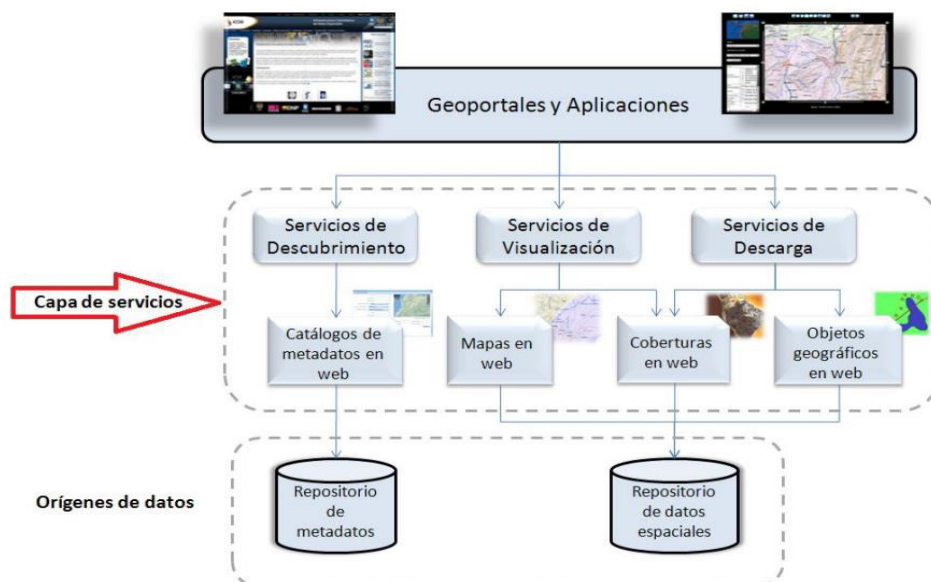 Geoportales y Aplicaciones
Servicios de
Descubrimiento
Servicios de
Visualización
Servicios de
Descarga
Capa de servicios
Catálogos de
metadatos en
web
Mapas en
web
Coberturas en
web
Objetos
geográficos
en web
Orígenes de datos
Repositorio
de
metadatos
Repositorio
de datos
espaciales